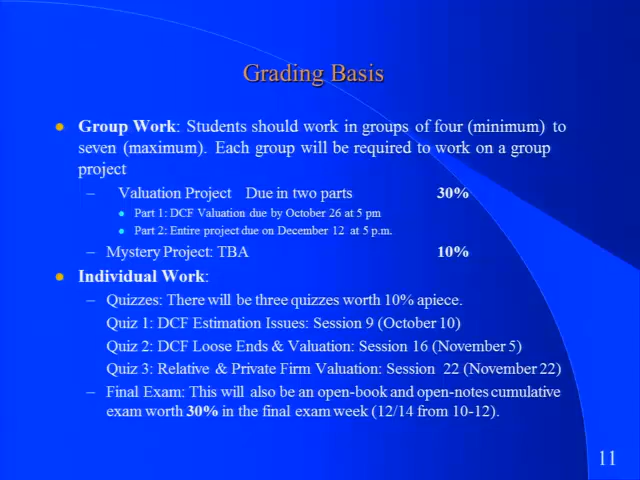 Grading Basis
Group Work: Students should work in groups of four (minimum) to
seven (maximum). Each group will be required to work on a group
project
– Valuation Project Due in two parts 30%
Part 1: DCF Valuation due by October 26 at 5 pm
Part 2: Entire project due on December 12 at 5 p.m.
– Mystery Project: TBA 10%
Individual Work:
– Quizzes: There will be three quizzes worth 10% apiece.
Quiz 1: DCF Estimation Issues: Session 9 (October 10)
Quiz 2: DCF Loose Ends & Valuation: Session 16 (November 5)
Quiz 3: Relative & Private Firm Valuation: Session 22 (November 22)
– Final Exam: This will also be an open-book and open-notes cumulative
exam worth 30% in the final exam week (12/14 from 10-12).
11